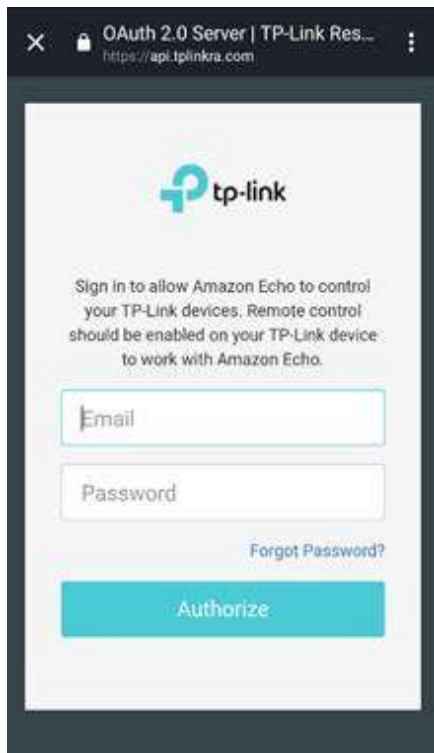 OAuth 2.0 Server | TP-Link Res...
https://api.tplinkra.com
tp-link
Sign in to allow Amazon Echo to control
your TP-Link devices. Remote control
should be enabled on your TP-Link device
to work with Amazon Echo.
Email
Password
Forgot Password?
Authorize